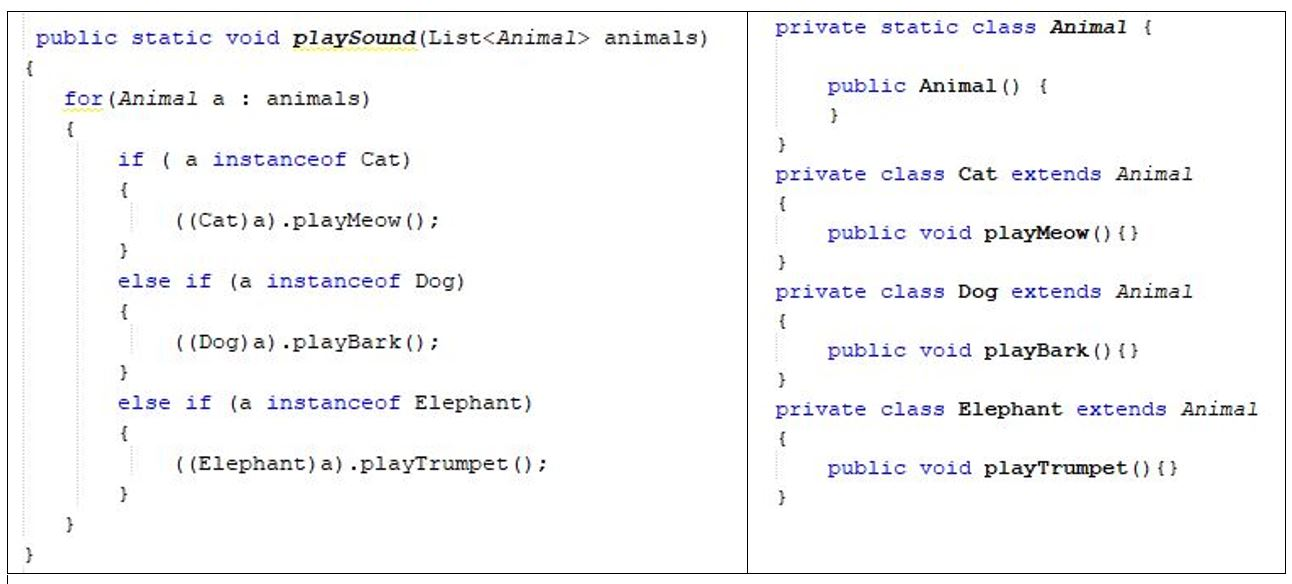 public static void playSound(List<Animal> animals)
{
for(Animal a : animals)
{
if ( a instanceof Cat)
{
((Cat)a).playMeow();
}
else if (a instanceof Dog)
{
((Dog)a).playBark();
}
else if (a instanceof Elephant)
{
((Elephant)a).playTrumpet();
}
}
}
private static class Animal {
public Animal() {
}
}
private class Cat extends Animal
{
public void playMeow(){}
}
private class Dog extends Animal
{
public void playBark(){}
}
private class Elephant extends Animal
{
public void playTrumpet(){}
}